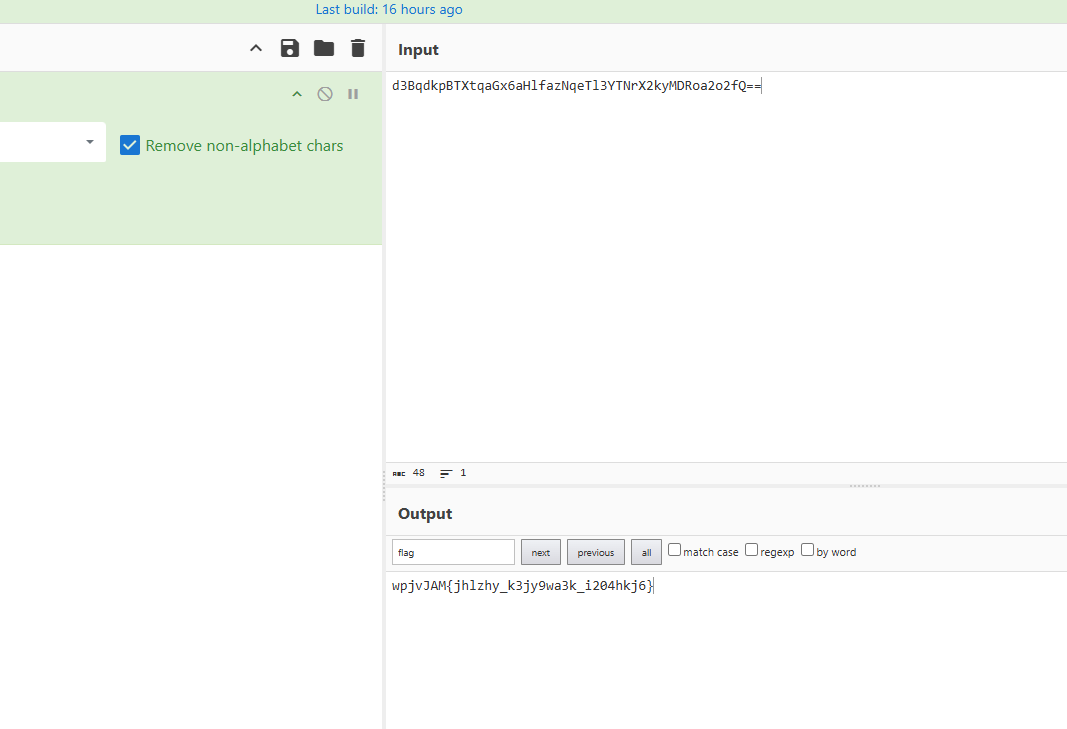 Last build: 16 hours ago
Input
d3BqdkpBTXtqaGx6aHlfazNqeTl3YTNrX2kyMDRoa2o2fQ==
Remove non-alphabet chars
ABC 48 1
Output
flag next previous all match case regexp by word
wpjvJAM{jhlzhy_k3jy9wa3k_i204hkj6}